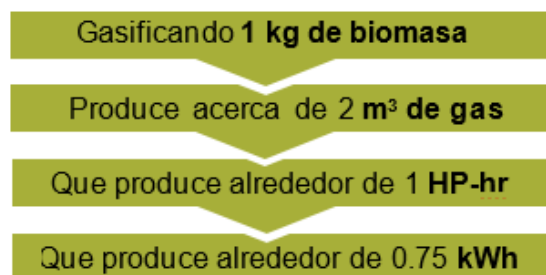 Gasificando 1 kg de biomasa
Produce acerca de 2 m³ de gas
Que produce alrededor de 1 HP-hr
Que produce alrededor de 0.75 kWh